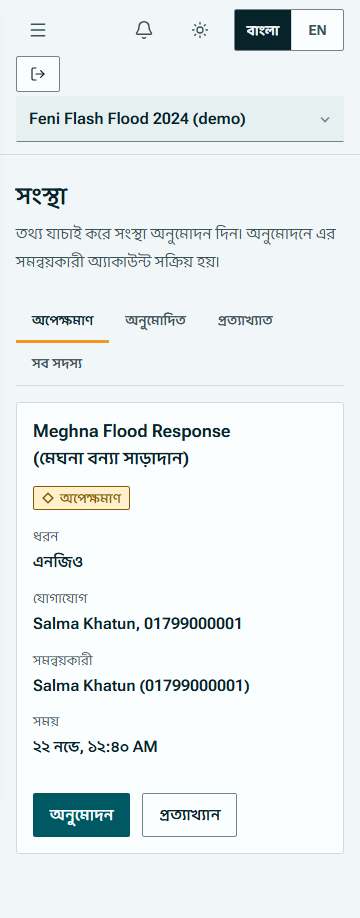 বাংলা EN
Feni Flash Flood 2024 (demo)
সংস্থা
তথ্য যাচাই করে সংস্থা অনুমোদন দিন। অনুমোদনে এর
সমন্বয়কারী অ্যাকাউন্ট সক্রিয় হয়।
অপেক্ষমাণ অনুমোদিত প্রত্যাখ্যাত
সব সদস্য
Meghna Flood Response
(মেঘনা বন্যা সাড়াদান)
অপেক্ষমাণ
ধরন
এনজিও
যোগাযোগ
Salma Khatun, 01799000001
সমন্বয়কারী
Salma Khatun (01799000001)
সময়
২২ নভে, ১২:৪০ AM
অনুমোদন প্রত্যাখ্যান